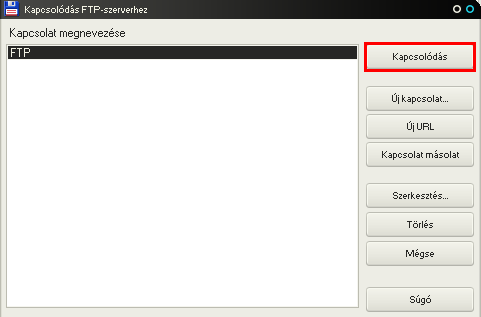 Kapcsolódás FTP-szerverhez
Kapcsolat megnevezése
FTP
Kapcsolódás
Új kapcsolat...
Új URL
Kapcsolat másolat
Szerkesztés...
Törlés
Mégse
Súgó